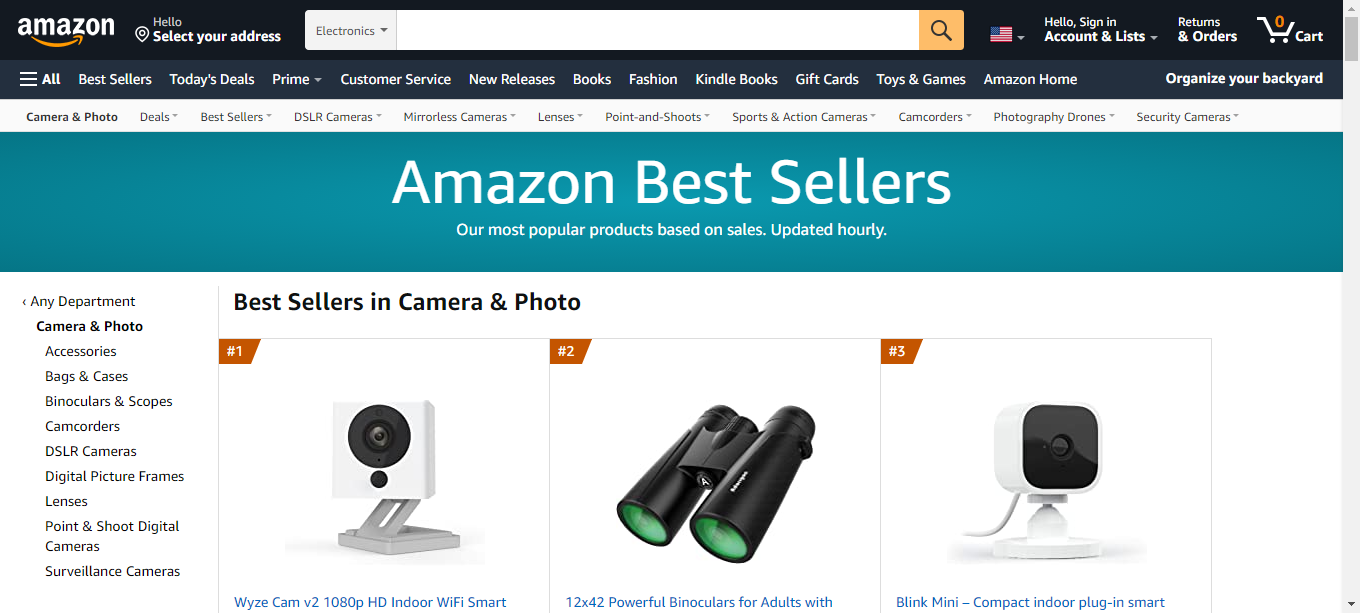 amazon
Hello
Select your address
Electronics
Hello, Sign in
Account & Lists
Returns
& Orders
0
Cart
All
Best Sellers
Today's Deals
Prime
Customer Service
New Releases
Books
Fashion
Kindle Books
Gift Cards
Toys & Games
Amazon Home
Organize your backyard
Camera & Photo
Deals
Best Sellers
DSLR Cameras
Mirrorless Cameras
Lenses
Point-and-Shoots
Sports & Action Cameras
Camcorders
Photography Drones
Security Cameras
Amazon Best Sellers
Our most popular products based on sales. Updated hourly.
‹ Any Department
Camera & Photo
Accessories
Bags & Cases
Binoculars & Scopes
Camcorders
DSLR Cameras
Digital Picture Frames
Lenses
Point & Shoot Digital
Cameras
Surveillance Cameras
Best Sellers in Camera & Photo
#1
Wyze Cam v2 1080p HD Indoor WiFi Smart
#2
12x42 Powerful Binoculars for Adults with
#3
Blink Mini – Compact indoor plug-in smart